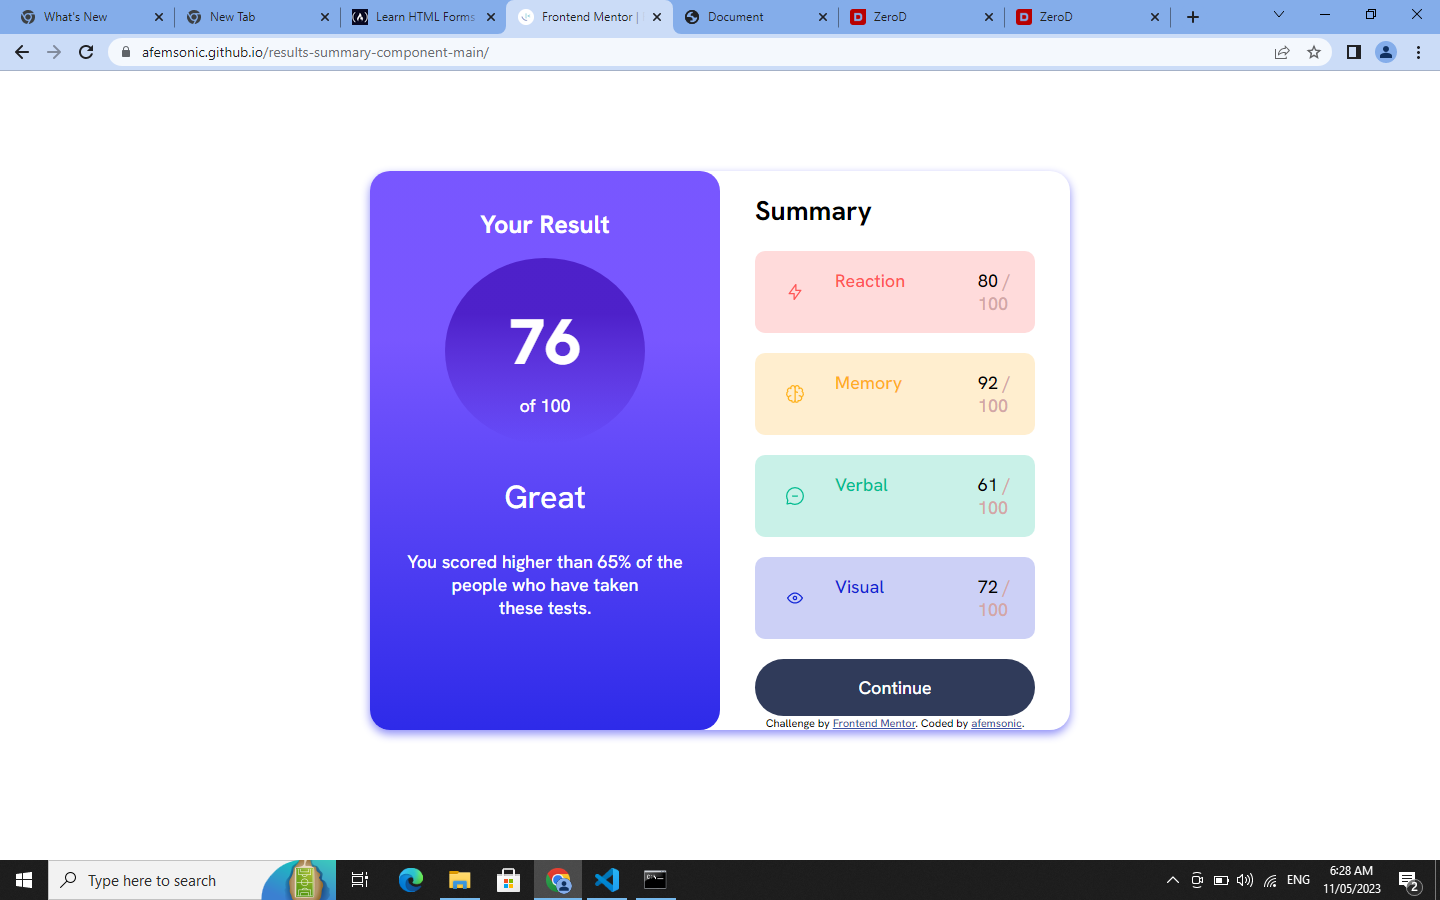 What's New
New Tab
Learn HTML Forms
Frontend Mentor |
Document
ZeroD
ZeroD
afemsonic.github.io/results-summary-component-main/
Your Result
76
of 100
Great
You scored higher than 65% of the
people who have taken
these tests.
Summary
Reaction
80 /
100
Memory
92 /
100
Verbal
61 /
100
Visual
72 /
100
Continue
Challenge by Frontend Mentor. Coded by afemsonic.
Type here to search
ENG
6:28 AM
11/05/2023
2